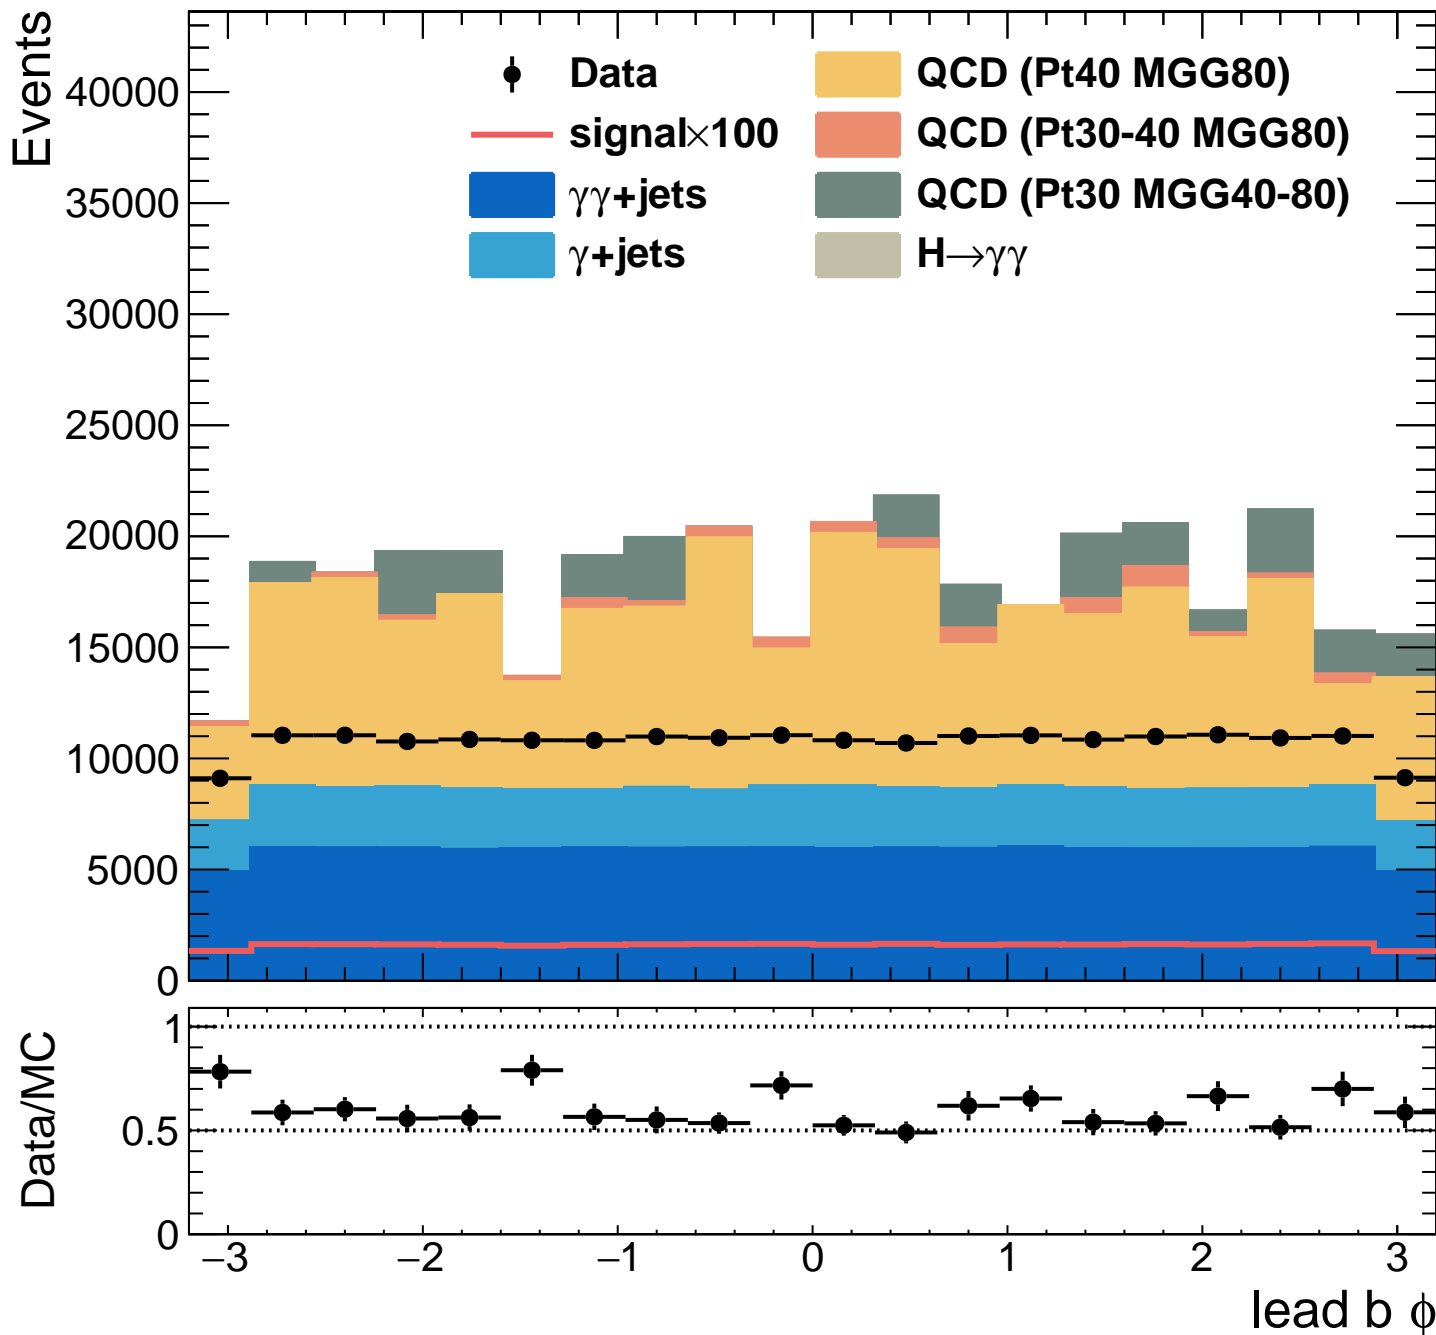 Events
40000
35000
30000
25000
20000
15000
10000
5000
0
Data
signal×100
γγ+jets
γ+jets
QCD (Pt40 MGG80)
QCD (Pt30-40 MGG80)
QCD (Pt30 MGG40-80)
H→γγ
Data/MC
1
0.5
0
−3 −2 −1 0 1 2 3
lead b ϕ